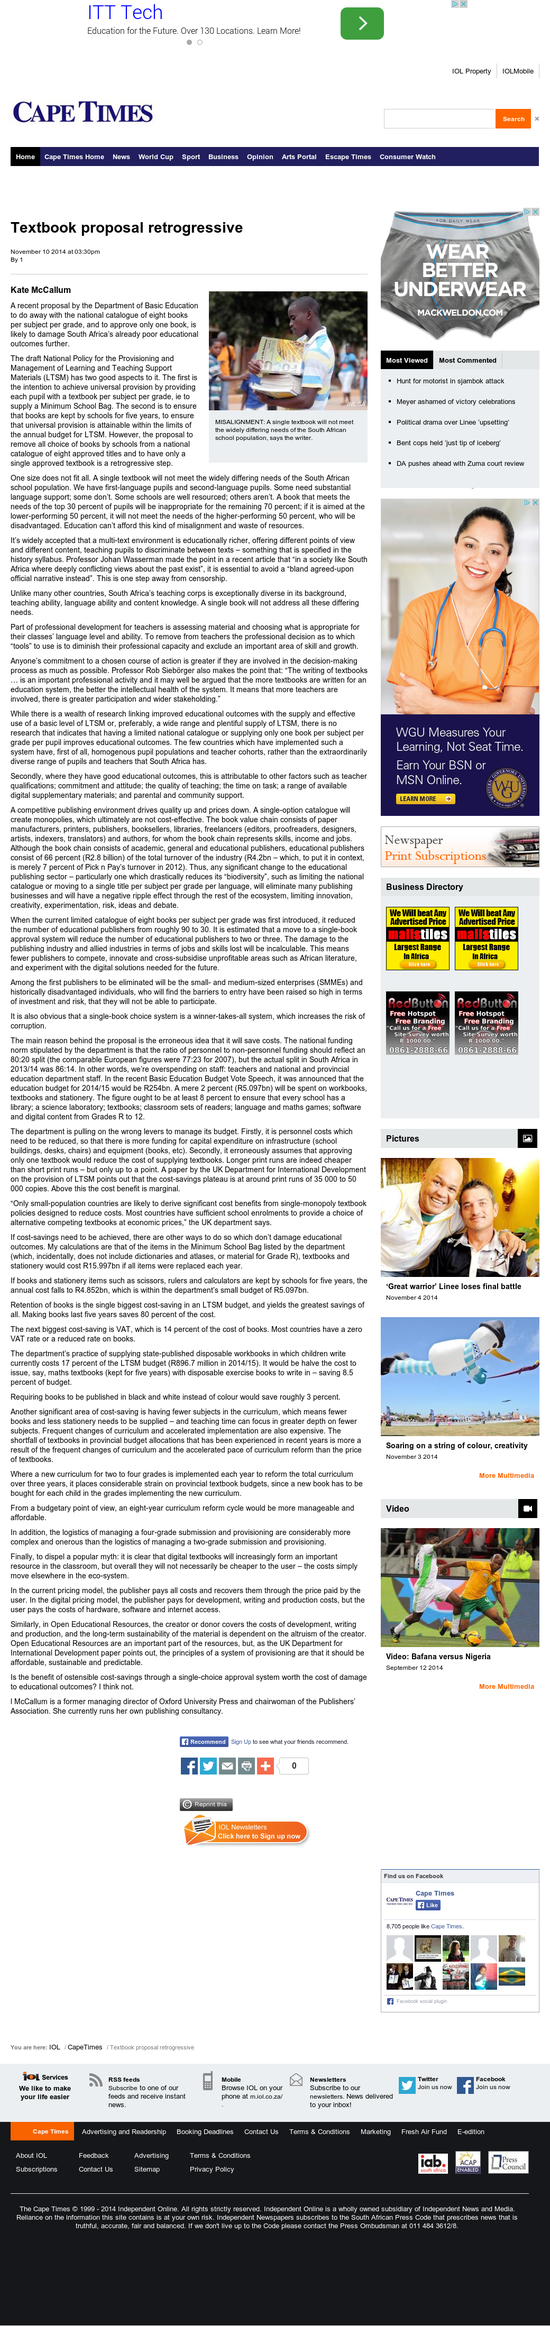 ITT Tech
Education for the Future. Over 130 Locations. Learn More!
IOL Property
IOLMobile
CAPE TIMES
Search
Home Cape Times Home News World Cup Sport Business Opinion Arts Portal Escape Times Consumer Watch
Textbook proposal retrogressive
November 10 2014 at 03:30pm
By 1
Kate McCallum
A recent proposal by the Department of Basic Education
to do away with the national catalogue of eight books
per subject per grade, and to approve only one book, is
likely to damage South Africa's already poor educational
outcomes further.
The draft National Policy for the Provisioning and
Management of Learning and Teaching Support
Materials (LTSM) has two good aspects to it. The first is
the intention to achieve universal provision by providing
each pupil with a textbook per subject per grade, ie to
supply a Minimum School Bag. The second is to ensure
that books are kept by schools for five years, to ensure
that universal provision is attainable within the limits of
the annual budget for LTSM. However, the proposal to
remove all choice of books by schools from a national
catalogue of eight approved titles and to have only a
single approved textbook is a retrogressive step.
MISALIGNMENT: A single textbook will not meet
the widely differing needs of the South African
school population, says the writer.
One size does not fit all. A single textbook will not meet the widely differing needs of the South African
school population. We have first-language pupils and second-language pupils. Some need substantial
language support; some don't. Some schools are well resourced; others aren't. A book that meets the
needs of the top 30 percent of pupils will be inappropriate for the remaining 70 percent; if it is aimed at the
lower-performing 50 percent, it will not meet the needs of the higher-performing 50 percent, who will be
disadvantaged. Education can't afford this kind of misalignment and waste of resources.
It's widely accepted that a multi-text environment is educationally richer, offering different points of view
and different content, teaching pupils to discriminate between texts – something that is specified in the
history syllabus. Professor Johan Wasserman made the point in a recent article that "in a society like South
Africa where deeply conflicting views about the past exist", it is essential to avoid a "bland agreed-upon
official narrative instead". This is one step away from censorship.
Unlike many other countries, South Africa's teaching corps is exceptionally diverse in its background,
teaching ability, language ability and content knowledge. A single book will not address all these differing
needs.
Part of professional development for teachers is assessing material and choosing what is appropriate for
their classes' language level and ability. To remove from teachers the professional decision as to which
"tools" to use is to diminish their professional capacity and exclude an important area of skill and growth.
Anyone's commitment to a chosen course of action is greater if they are involved in the decision-making
process as much as possible. Professor Rob Siebörger also makes the point that: "The writing of textbooks
… is an important professional activity and it may well be argued that the more textbooks are written for an
education system, the better the intellectual health of the system. It means that more teachers are
involved, there is greater participation and wider stakeholding."
While there is a wealth of research linking improved educational outcomes with the supply and effective
use of a basic level of LTSM or, preferably, a wide range and plentiful supply of LTSM, there is no
research that indicates that having a limited national catalogue or supplying only one book per subject per
grade per pupil improves educational outcomes. The few countries which have implemented such a
system have, first of all, homogenous pupil populations and teacher cohorts, rather than the extraordinarily
diverse range of pupils and teachers that South Africa has.
Secondly, where they have good educational outcomes, this is attributable to other factors such as teacher
qualifications; commitment and attitude; the quality of teaching; the time on task; a range of available
digital supplementary materials; and parental and community support.
A competitive publishing environment drives quality up and prices down. A single-option catalogue will
create monopolies, which ultimately are not cost-effective. The book value chain consists of paper
manufacturers, printers, publishers, booksellers, libraries, freelancers (editors, proofreaders, designers,
artists, indexers, translators) and authors, for whom the book chain represents skills, income and jobs.
Although the book chain consists of academic, general and educational publishers, educational publishers
consist of 66 percent (R2.8 billion) of the total turnover of the industry (R4.2bn – which, to put it in context,
is merely 7 percent of Pick n Pay's turnover in 2012). Thus, any significant change to the educational
publishing sector – particularly one which drastically reduces its "biodiversity", such as limiting the national
catalogue or moving to a single title per subject per grade per language, will eliminate many publishing
businesses and will have a negative ripple effect through the rest of the ecosystem, limiting innovation,
creativity, experimentation, risk, ideas and debate.
When the current limited catalogue of eight books per subject per grade was first introduced, it reduced
the number of educational publishers from roughly 90 to 30. It is estimated that a move to a single-book
approval system will reduce the number of educational publishers to two or three. The damage to the
publishing industry and allied industries in terms of jobs and skills lost will be incalculable. This means
fewer publishers to compete, innovate and cross-subsidise unprofitable areas such as African literature,
and experiment with the digital solutions needed for the future.
Among the first publishers to be eliminated will be the small- and medium-sized enterprises (SMMEs) and
historically disadvantaged individuals, who will find the barriers to entry have been raised so high in terms
of investment and risk, that they will not be able to participate.
It is also obvious that a single-book choice system is a winner-takes-all system, which increases the risk of
corruption.
The main reason behind the proposal is the erroneous idea that it will save costs. The national funding
norm stipulated by the department is that the ratio of personnel to non-personnel funding should reflect an
80:20 split (the comparable European figures were 77:23 for 2007), but the actual split in South Africa in
2013/14 was 86:14. In other words, we're overspending on staff: teachers and national and provincial
education department staff. In the recent Basic Education Budget Vote Speech, it was announced that the
education budget for 2014/15 would be R254bn. A mere 2 percent (R5.097bn) will be spent on workbooks,
textbooks and stationery. The figure ought to be at least 8 percent to ensure that every school has a
library; a science laboratory; textbooks; classroom sets of readers; language and maths games; software
and digital content from Grades R to 12.
The department is pulling on the wrong levers to manage its budget. Firstly, it is personnel costs which
need to be reduced, so that there is more funding for capital expenditure on infrastructure (school
buildings, desks, chairs) and equipment (books, etc). Secondly, it erroneously assumes that approving
only one textbook would reduce the cost of supplying textbooks. Longer print runs are indeed cheaper
than short print runs – but only up to a point. A paper by the UK Department for International Development
on the provision of LTSM points out that the cost-savings plateau is at around print runs of 35 000 to 50
000 copies. Above this the cost benefit is marginal.
"Only small-population countries are likely to derive significant cost benefits from single-monopoly textbook
policies designed to reduce costs. Most countries have sufficient school enrolments to provide a choice of
alternative competing textbooks at economic prices," the UK department says.
If cost-savings need to be achieved, there are other ways to do so which don't damage educational
outcomes. My calculations are that of the items in the Minimum School Bag listed by the department
(which, incidentally, does not include dictionaries and atlases, or material for Grade R), textbooks and
stationery would cost R15.997bn if all items were replaced each year.
If books and stationery items such as scissors, rulers and calculators are kept by schools for five years, the
annual cost falls to R4.852bn, which is within the department's small budget of R5.097bn.
Retention of books is the single biggest cost-saving in an LTSM budget, and yields the greatest savings of
all. Making books last five years saves 80 percent of the cost.
The next biggest cost-saving is VAT, which is 14 percent of the cost of books. Most countries have a zero
VAT rate or a reduced rate on books.
The department's practice of supplying state-published disposable workbooks in which children write
currently costs 17 percent of the LTSM budget (R896.7 million in 2014/15). It would be halve the cost to
issue, say, maths textbooks (kept for five years) with disposable exercise books to write in – saving 8.5
percent of budget.
Requiring books to be published in black and white instead of colour would save roughly 3 percent.
Another significant area of cost-saving is having fewer subjects in the curriculum, which means fewer
books and less stationery needs to be supplied – and teaching time can focus in greater depth on fewer
subjects. Frequent changes of curriculum and accelerated implementation are also expensive. The
shortfall of textbooks in provincial budget allocations that has been experienced in recent years is more a
result of the frequent changes of curriculum and the accelerated pace of curriculum reform than the price
of textbooks.
Where a new curriculum for two to four grades is implemented each year to reform the total curriculum
over three years, it places considerable strain on provincial textbook budgets, since a new book has to be
bought for each child in the grades implementing the new curriculum.
From a budgetary point of view, an eight-year curriculum reform cycle would be more manageable and
affordable.
In addition, the logistics of managing a four-grade submission and provisioning are considerably more
complex and onerous than the logistics of managing a two-grade submission and provisioning.
Finally, to dispel a popular myth: it is clear that digital textbooks will increasingly form an important
resource in the classroom, but overall they will not necessarily be cheaper to the user – the costs simply
move elsewhere in the eco-system.
In the current pricing model, the publisher pays all costs and recovers them through the price paid by the
user. In the digital pricing model, the publisher pays for development, writing and production costs, but the
user pays the costs of hardware, software and internet access.
Similarly, in Open Educational Resources, the creator or donor covers the costs of development, writing
and production, and the long-term sustainability of the material is dependent on the altruism of the creator.
Open Educational Resources are an important part of the resources, but, as the UK Department for
International Development paper points out, the principles of a system of provisioning are that it should be
affordable, sustainable and predictable.
Is the benefit of ostensible cost-savings through a single-choice approval system worth the cost of damage
to educational outcomes? I think not.
l McCallum is a former managing director of Oxford University Press and chairwoman of the Publishers'
Association. She currently runs her own publishing consultancy.
Recommend Sign Up to see what your friends recommend.
0
Reprint this
IOL Newsletters
Click here to Sign up now
WEAR
BETTER
UNDERWEAR
MACKWELDON.COM
Most Viewed Most Commented
Hunt for motorist in sjambok attack
Meyer ashamed of victory celebrations
Political drama over Linee 'upsetting'
Bent cops held 'just tip of iceberg'
DA pushes ahead with Zuma court review
WGU Measures Your
Learning, Not Seat Time.
Earn Your BSN or
MSN Online.
LEARN MORE
WGU
Newspaper
Print Subscriptions
Business Directory
We Will beat Any
Advertised Price
mallstiles
Largest Range
In Africa
Click here
We Will beat Any
Advertised Price
mallstiles
Largest Range
In Africa
Click here
RedButton
Free Hotspot
Free Branding
"Call us for a Free
Site Survey worth
R 1000.00."
0861-2888-66
RedButton
Free Hotspot
Free Branding
"Call us for a Free
Site Survey worth
R 1000.00."
0861-2888-66
Pictures
'Great warrior' Linee loses final battle
November 4 2014
Soaring on a string of colour, creativity
November 3 2014
More Multimedia
Video
Video: Bafana versus Nigeria
September 12 2014
More Multimedia
Find us on Facebook
CAPE TIMES
Cape Times
Like
8,705 people like Cape Times.
Facebook social plugin
You are here: IOL / CapeTimes / Textbook proposal retrogressive
iol Services
We like to make
your life easier
RSS feeds
Subscribe to one of our
feeds and receive instant
news.
Mobile
Browse IOL on your
phone at m.iol.co.za/
.
Newsletters
Subscribe to our
newsletters. News delivered
to your inbox!
Twitter
Join us now
Facebook
Join us now
Cape Times Advertising and Readership Booking Deadlines Contact Us Terms & Conditions Marketing Fresh Air Fund E-edition
About IOL Feedback Advertising Terms & Conditions
Subscriptions Contact Us Sitemap Privacy Policy
iab.
south africa
ACAP
ENABLED
Press
Council
The Cape Times © 1999 - 2014 Independent Online. All rights strictly reserved. Independent Online is a wholly owned subsidiary of Independent News and Media.
Reliance on the information this site contains is at your own risk. Independent Newspapers subscribes to the South African Press Code that prescribes news that is
truthful, accurate, fair and balanced. If we don't live up to the Code please contact the Press Ombudsman at 011 484 3612/8.